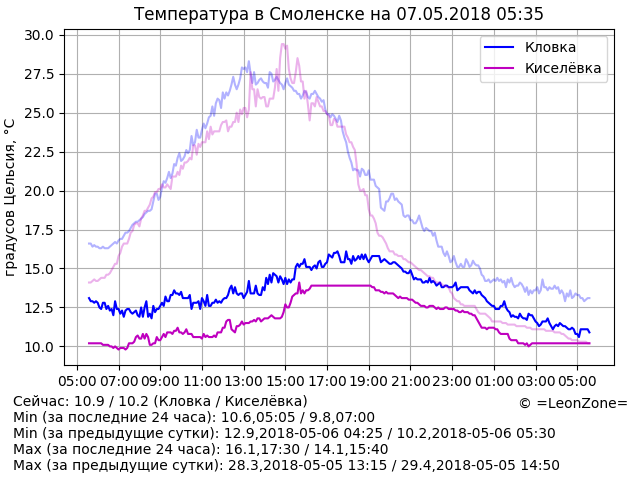 Температура в Смоленске на 07.05.2018 05:35
градусов Цельсия, °C
30.0
27.5
25.0
22.5
20.0
17.5
15.0
12.5
10.0
Кловка
Киселёвка
05:00 07:00 09:00 11:00 13:00 15:00 17:00 19:00 21:00 23:00 01:00 03:00 05:00
© =LeonZone=
Сейчас: 10.9 / 10.2 (Кловка / Киселёвка)
Min (за последние 24 часа): 10.6,05:05 / 9.8,07:00
Min (за предыдущие сутки): 12.9,2018-05-06 04:25 / 10.2,2018-05-06 05:30
Max (за последние 24 часа): 16.1,17:30 / 14.1,15:40
Max (за предыдущие сутки): 28.3,2018-05-05 13:15 / 29.4,2018-05-05 14:50